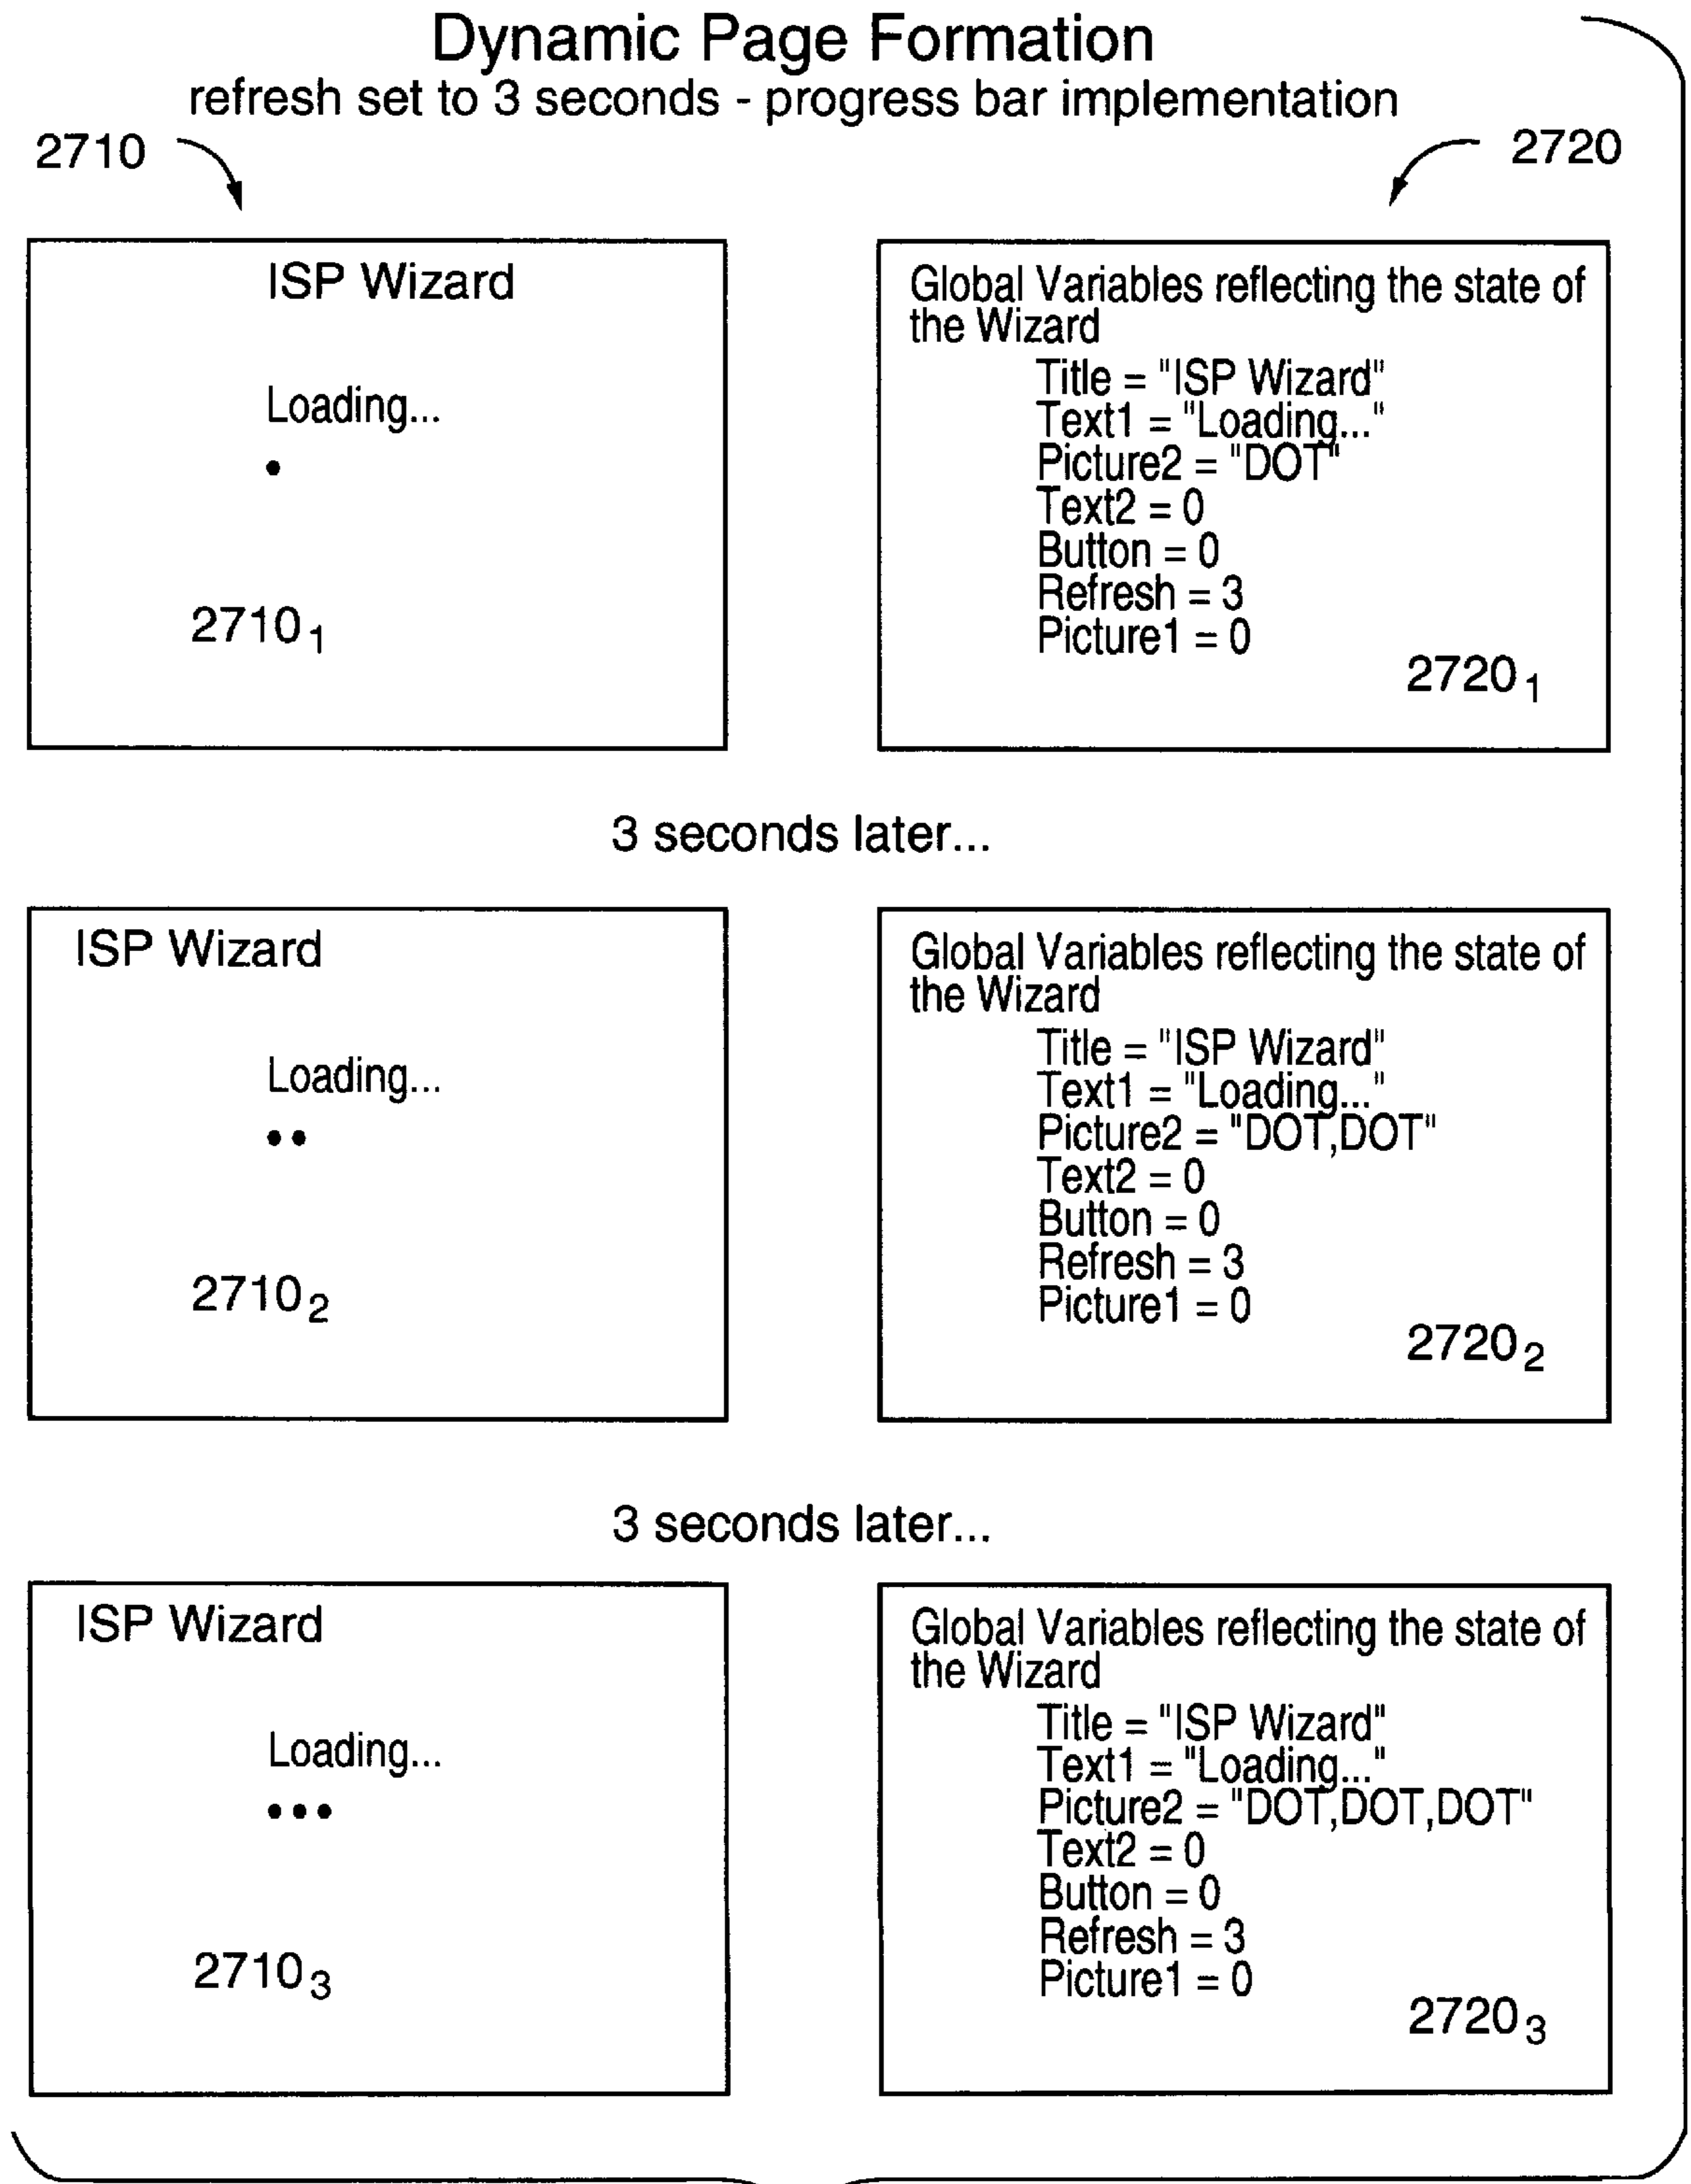 Dynamic Page Formation
refresh set to 3 seconds - progress bar implementation
2710
2720
ISP Wizard
Loading...
•
2710₁
Global Variables reflecting the state of
the Wizard
Title = "ISP Wizard"
Text1 = "Loading..."
Picture2 = "DOT"
Text2 = 0
Button = 0
Refresh = 3
Picture1 = 0
2720₁
3 seconds later...
ISP Wizard
Loading...
••
2710₂
Global Variables reflecting the state of
the Wizard
Title = "ISP Wizard"
Text1 = "Loading..."
Picture2 = "DOT,DOT"
Text2 = 0
Button = 0
Refresh = 3
Picture1 = 0
2720₂
3 seconds later...
ISP Wizard
Loading...
•••
2710₃
Global Variables reflecting the state of
the Wizard
Title = "ISP Wizard"
Text1 = "Loading..."
Picture2 = "DOT,DOT,DOT"
Text2 = 0
Button = 0
Refresh = 3
Picture1 = 0
2720₃